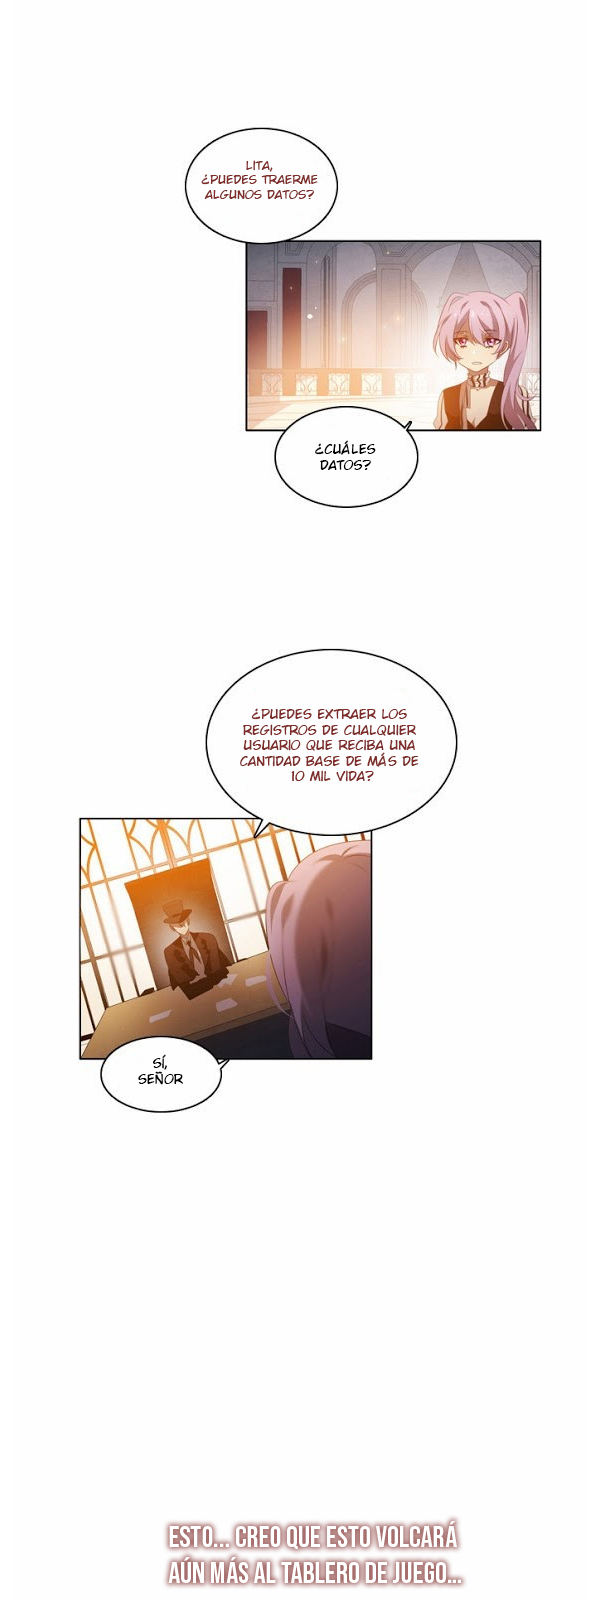 LITA,
¿PUEDES TRAERME
ALGUNOS DATOS?
¿CUÁLES
DATOS?
¿PUEDES EXTRAER LOS
REGISTROS DE CUALQUIER
USUARIO QUE RECIBA UNA
CANTIDAD BASE DE MÁS DE
10 MIL VIDA?
SÍ,
SEÑOR
ESTO... CREO QUE ESTO VOLCARÁ
AÚN MÁS AL TABLERO DE JUEGO...